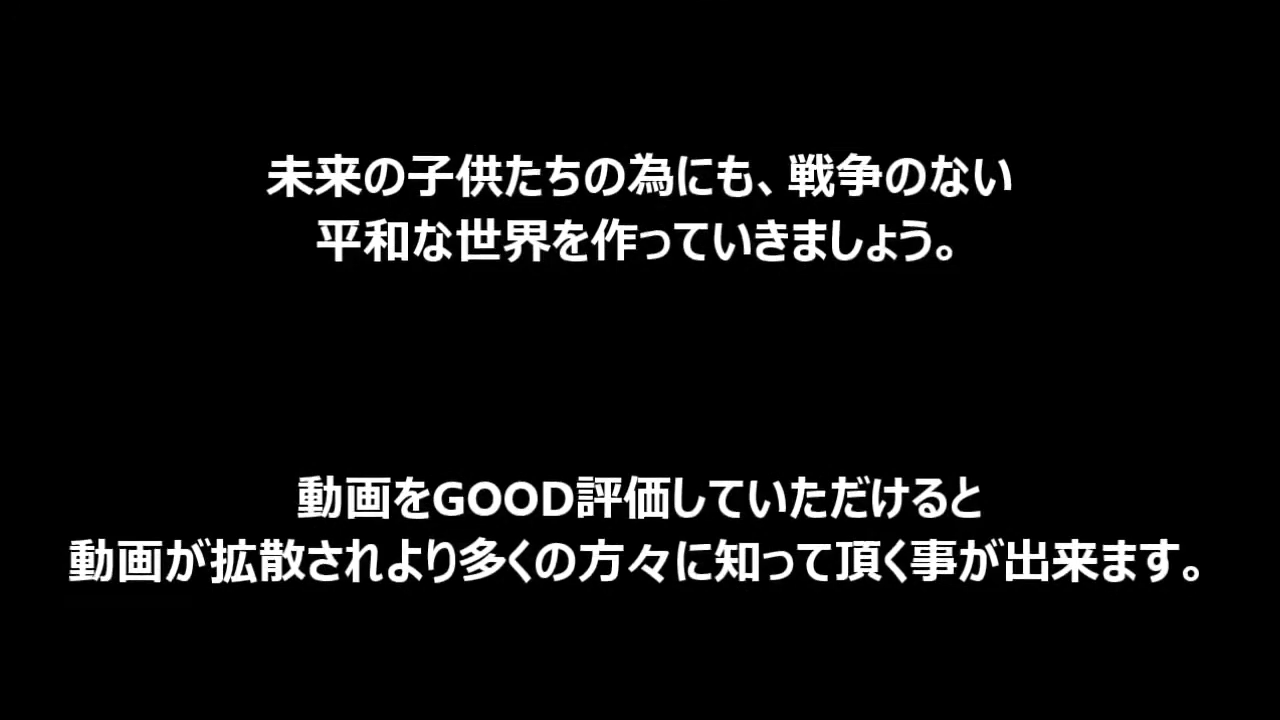 未来の子供たちの為にも、戦争のない
平和な世界を作っていきましょう。
動画をGOOD評価していただけると
動画が拡散されより多くの方々に知って頂く事が出来ます。